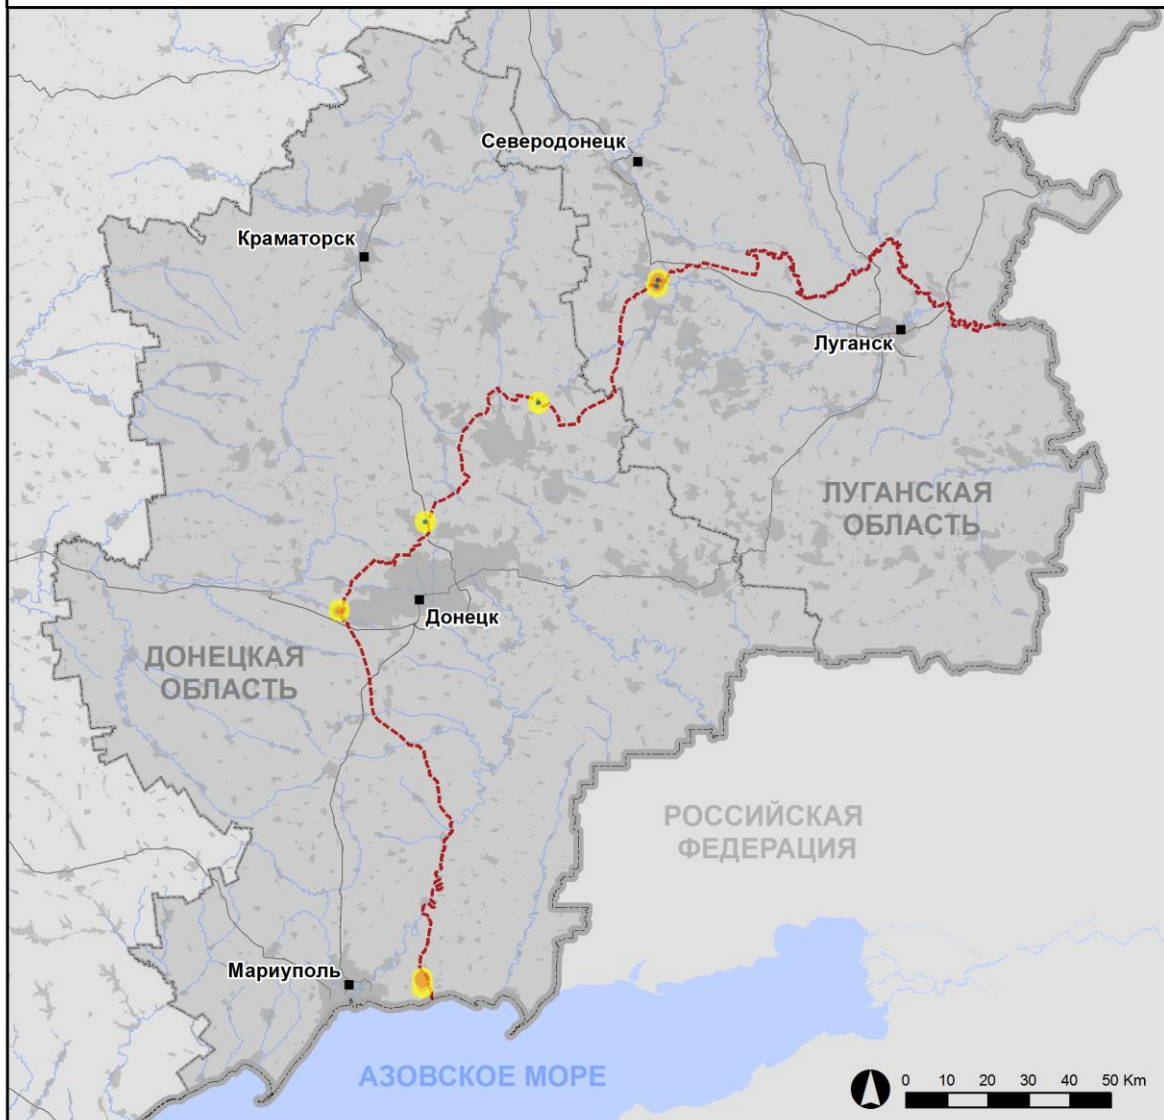 Северодонецк
Краматорск
Луганск
ЛУГАНСКАЯ
ОБЛАСТЬ
Донецк
ДОНЕЦКАЯ
ОБЛАСТЬ
РОССИЙСКАЯ
ФЕДЕРАЦИЯ
Мариуполь
АЗОВСКОЕ МОРЕ
0 10 20 30 40 50 Km